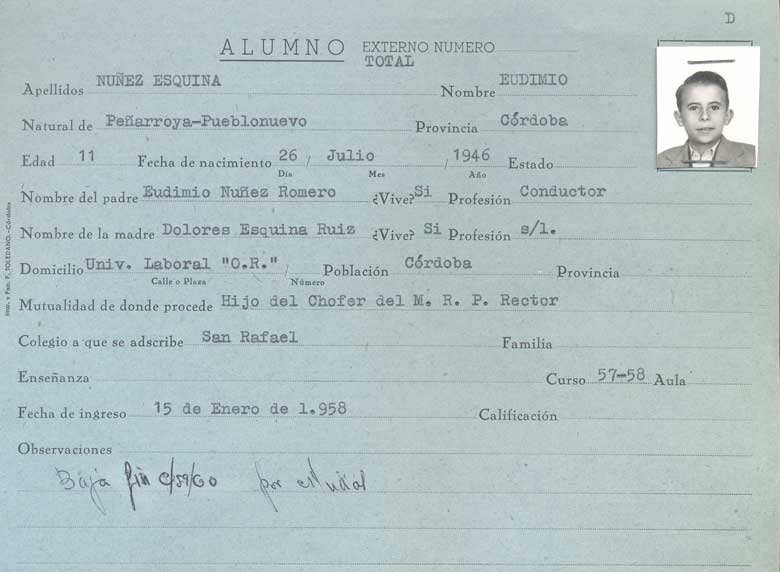 D
ALUMNO EXTERNO NUMERO
TOTAL
Apellidos NUÑEZ ESQUINA Nombre EUDIMIO
Natural de Peñarroya-Pueblonuevo Provincia Córdoba
Edad 11 Fecha de nacimiento 26 / Julio / 1946 Estado
Día Mes Año
Nombre del padre Eudimio Nuñez Romero ¿Vive? Si Profesión Conductor
Nombre de la madre Dolores Esquina Ruiz ¿Vive? Si Profesión s/l.
Domicilio Univ. Laboral "O.R." / Población Córdoba Provincia
Calle o Plaza Número
Mutualidad de donde procede Hijo del Chofer del M. R. P. Rector
Colegio a que se adscribe San Rafael Familia
Enseñanza Curso 57-58 Aula
Fecha de ingreso 15 de Enero de 1.958 Calificación
Observaciones
Baja fin c/59/60 por
Imp. y Pap. F. TOLEDANO.-Córdoba